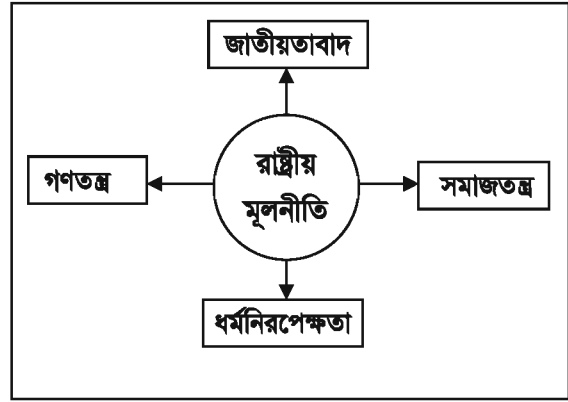 জাতীয়তাবাদ
গণতন্ত্র
রাষ্ট্রীয়
মূলনীতি
সমাজতন্ত্র
ধর্মনিরপেক্ষতা